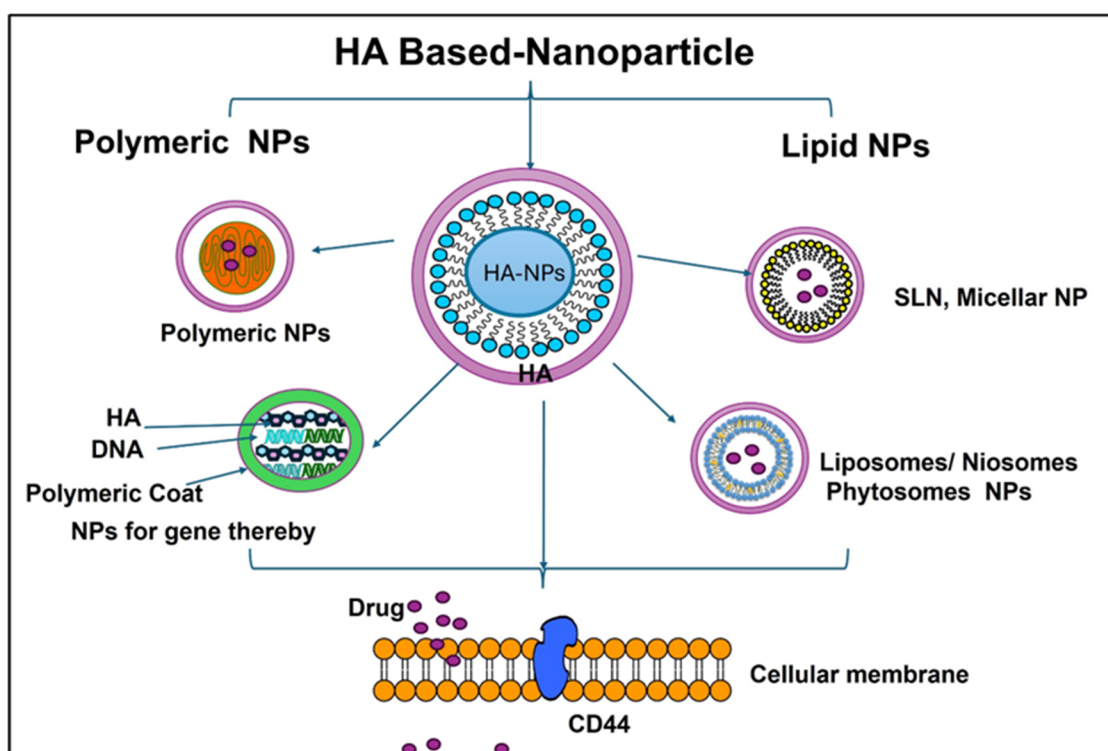 HA Based-Nanoparticle
Polymeric NPs
Lipid NPs
HA-NPs
HA
Polymeric NPs
SLN, Micellar NP
HA
DNA
Polymeric Coat
NPs for gene thereby
Liposomes/ Niosomes
Phytosomes NPs
Drug
Cellular membrane
CD44